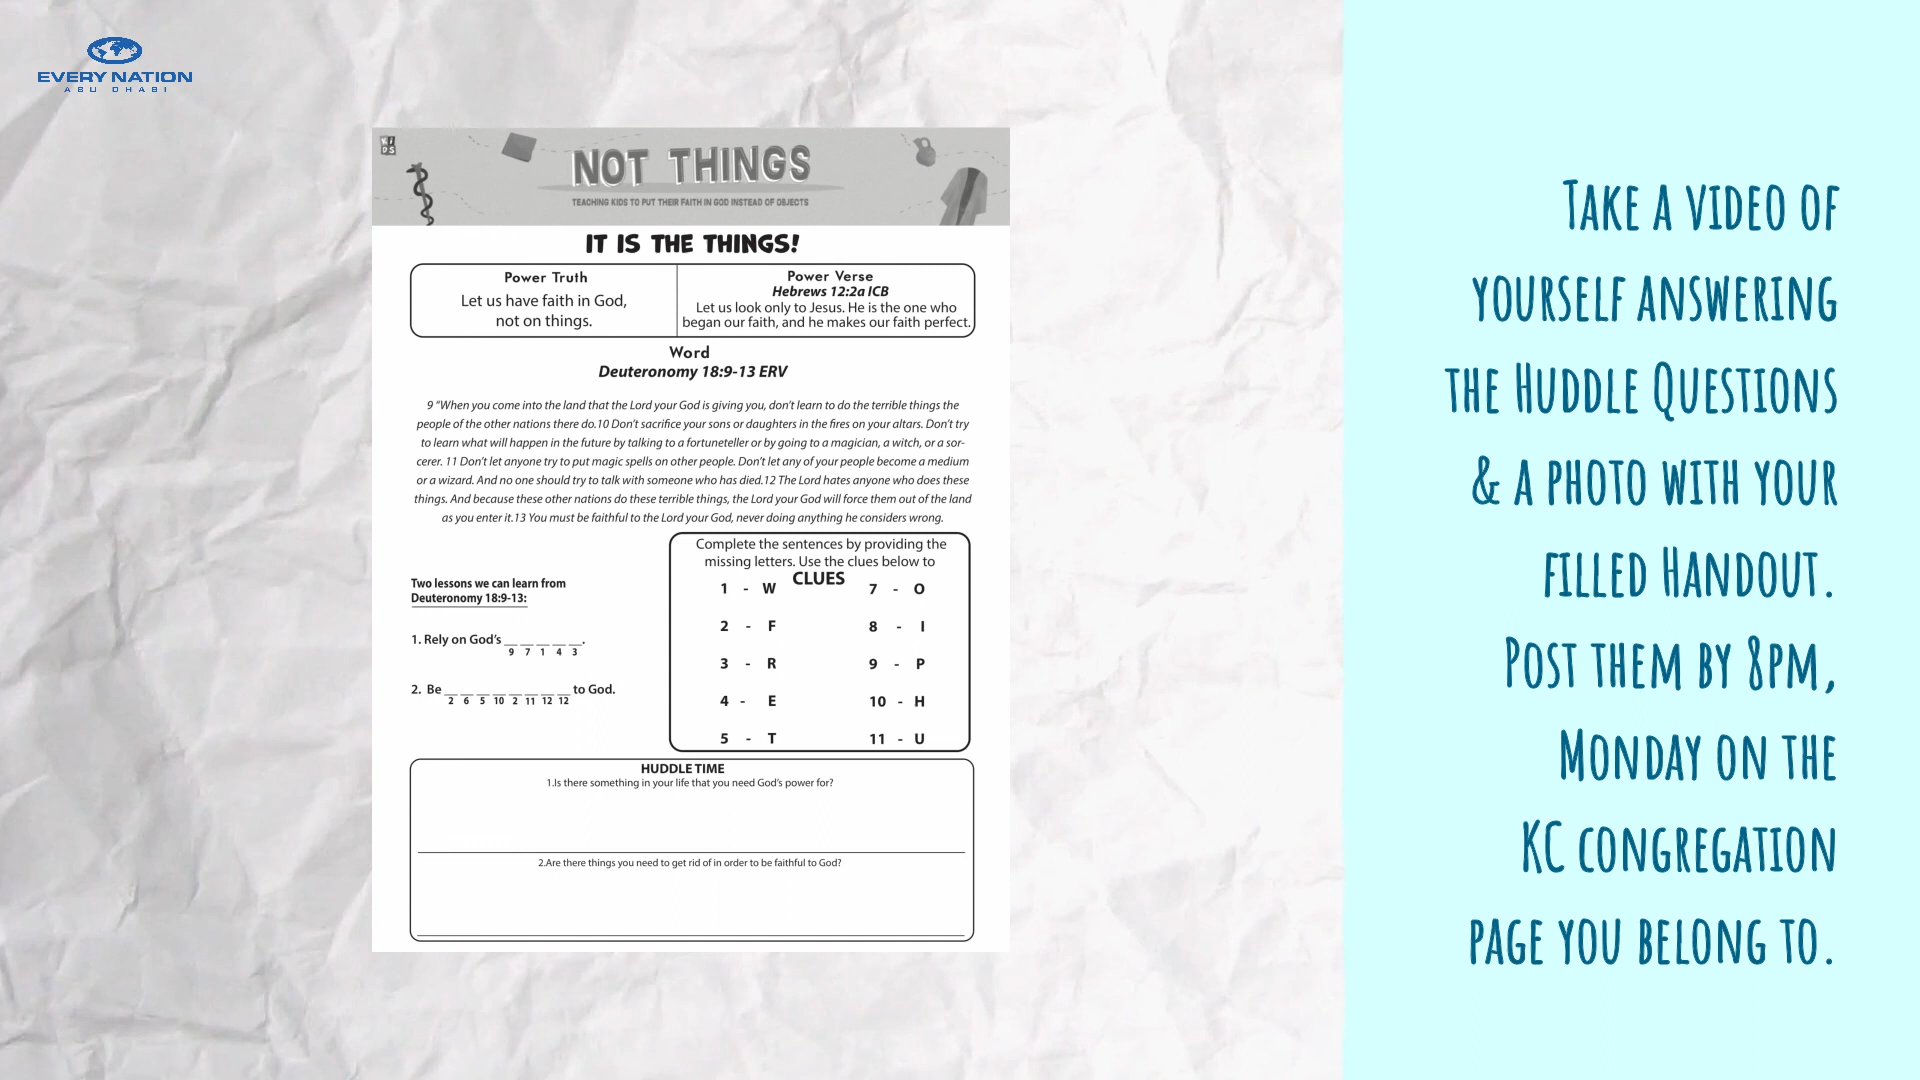 EVERY NATION
ABU DHABI
KI
DS
NOT THINGS
TEACHING KIDS TO PUT THEIR FAITH IN GOD INSTEAD OF OBJECTS
IT IS THE THINGS!
Power Truth
Let us have faith in God,
not on things.
Power Verse
Hebrews 12:2a ICB
Let us look only to Jesus. He is the one who
began our faith, and he makes our faith perfect.
Word
Deuteronomy 18:9-13 ERV
9 “When you come into the land that the Lord your God is giving you, don’t learn to do the terrible things the
people of the other nations there do.10 Don’t sacrifice your sons or daughters in the fires on your altars. Don’t try
to learn what will happen in the future by talking to a fortuneteller or by going to a magician, a witch, or a sor-
cerer. 11 Don’t let anyone try to put magic spells on other people. Don’t let any of your people become a medium
or a wizard. And no one should try to talk with someone who has died.12 The Lord hates anyone who does these
things. And because these other nations do these terrible things, the Lord your God will force them out of the land
as you enter it.13 You must be faithful to the Lord your God, never doing anything he considers wrong.
Two lessons we can learn from
Deuteronomy 18:9-13:
1. Rely on God’s __ __ __ __ __.
9 7 1 4 3
2. Be __ __ __ __ __ __ __ __ to God.
2 6 5 10 2 11 12 12
Complete the sentences by providing the
missing letters. Use the clues below to
CLUES
1 - W
2 - F
3 - R
4 - E
5 - T
7 - O
8 - I
9 - P
10 - H
11 - U
HUDDLE TIME
1.Is there something in your life that you need God’s power for?
2.Are there things you need to get rid of in order to be faithful to God?
Take a video of
yourself answering
the Huddle Questions
& a photo with your
filled Handout.
Post them by 8pm,
Monday on the
KC congregation
page you belong to.